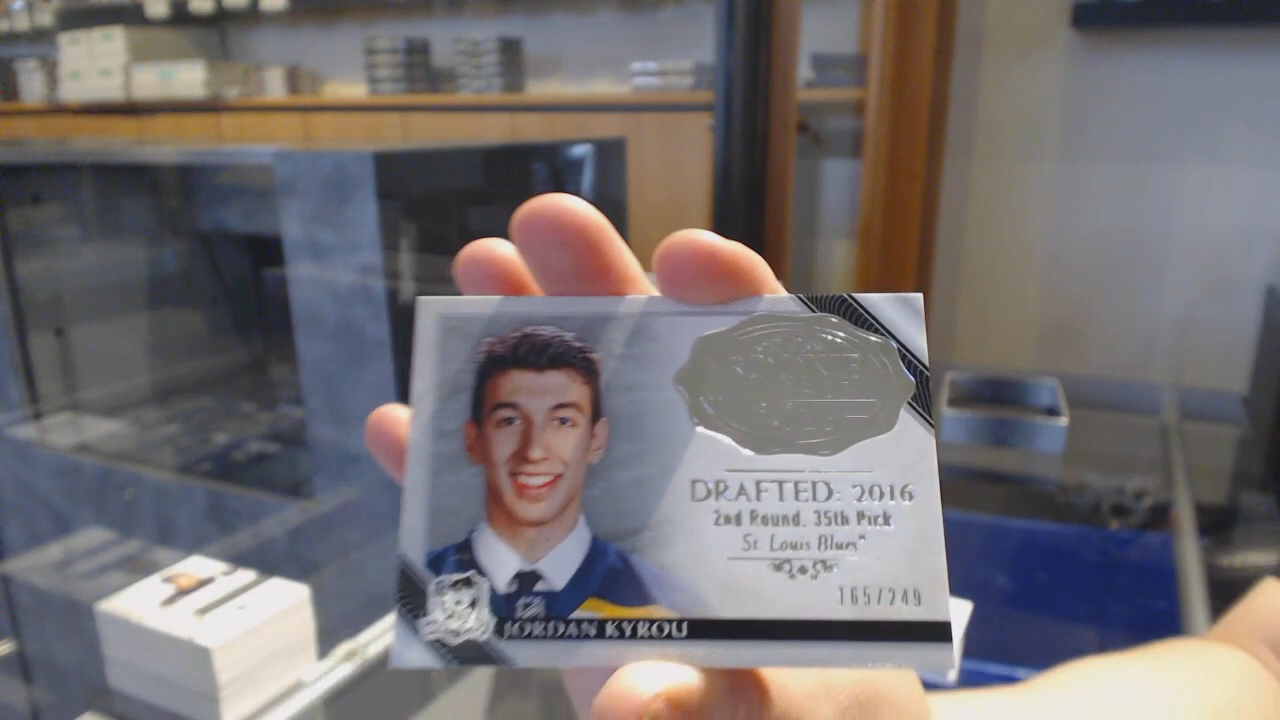 DRAFTED: 2016
2nd Round, 35th Pick
St. Louis Blues
165/249
JORDAN KYROU